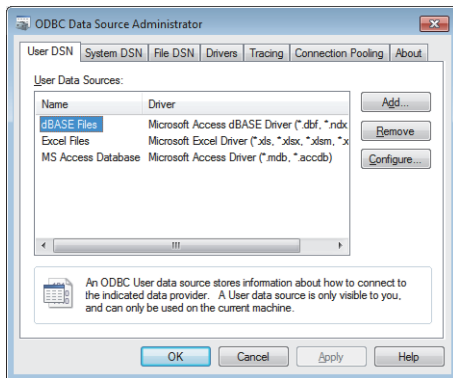 ODBC Data Source Administrator
User DSN System DSN File DSN Drivers Tracing Connection Pooling About
User Data Sources:
Name Driver
dBASE Files Microsoft Access dBASE Driver (*.dbf, *.ndx
Excel Files Microsoft Excel Driver (*.xls, *.xlsx, *.xlsm, *.x
MS Access Database Microsoft Access Driver (*.mdb, *.accdb)
Add...
Remove
Configure...
An ODBC User data source stores information about how to connect to
the indicated data provider. A User data source is only visible to you,
and can only be used on the current machine.
OK Cancel Apply Help